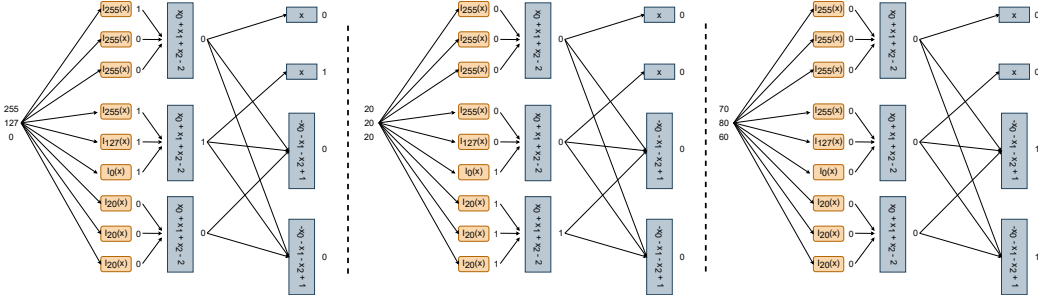 I255(x) 1
I255(x) 0
I255(x) 0
x0 + x1 + x2 - 2
0
x 0
x 1
255
127
0
I255(x) 1
I127(x) 1
I0(x) 1
x0 + x1 + x2 - 2
1
-x0 - x1 - x2 + 1
0
I20(x) 0
I20(x) 0
I20(x) 0
x0 + x1 + x2 - 2
0
-x0 - x1 - x2 + 1
0
I255(x) 0
I255(x) 0
I255(x) 0
x0 + x1 + x2 - 2
0
x 0
x 0
20
20
20
I255(x) 0
I127(x) 0
I0(x) 0
x0 + x1 + x2 - 2
0
-x0 - x1 - x2 + 1
0
I20(x) 1
I20(x) 1
I20(x) 1
x0 + x1 + x2 - 2
1
-x0 - x1 - x2 + 1
0
I255(x) 0
I255(x) 0
I255(x) 0
x0 + x1 + x2 - 2
0
x 0
x 0
70
80
60
I255(x) 0
I127(x) 0
I0(x) 0
x0 + x1 + x2 - 2
0
-x0 - x1 - x2 + 1
1
I20(x) 0
I20(x) 0
I20(x) 0
x0 + x1 + x2 - 2
0
-x0 - x1 - x2 + 1
1